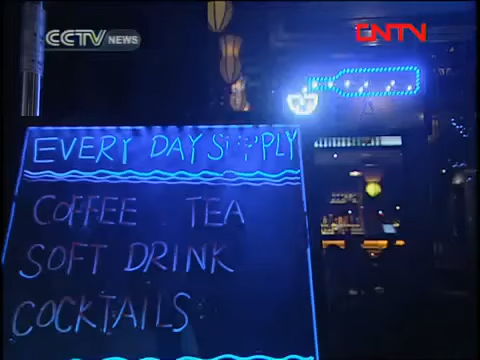 CCTV NEWS
CNTV
EVERY DAY SUPPLY
COFFEE TEA
SOFT DRINK
COCKTAILS